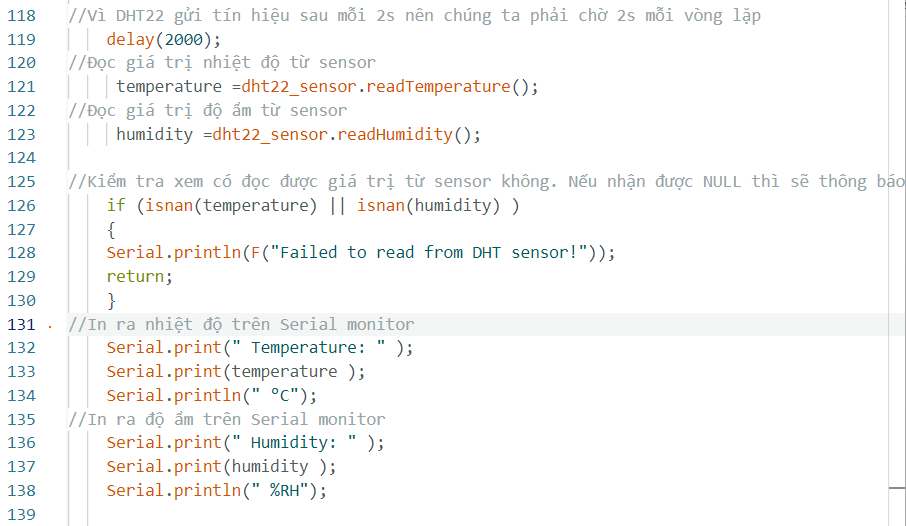 118 //Vì DHT22 gửi tín hiệu sau mỗi 2s nên chúng ta phải chờ 2s mỗi vòng lặp
119 delay(2000);
120 //Đọc giá trị nhiệt độ từ sensor
121 temperature =dht22_sensor.readTemperature();
122 //Đọc giá trị độ ẩm từ sensor
123 humidity =dht22_sensor.readHumidity();
124
125 //Kiểm tra xem có đọc được giá trị từ sensor không. Nếu nhận được NULL thì sẽ thông báo
126 if (isnan(temperature) || isnan(humidity) )
127 {
128 Serial.println(F("Failed to read from DHT sensor!"));
129 return;
130 }
131 //In ra nhiệt độ trên Serial monitor
132 Serial.print(" Temperature: " );
133 Serial.print(temperature );
134 Serial.println(" °C");
135 //In ra độ ẩm trên Serial monitor
136 Serial.print(" Humidity: " );
137 Serial.print(humidity );
138 Serial.println(" %RH");
139